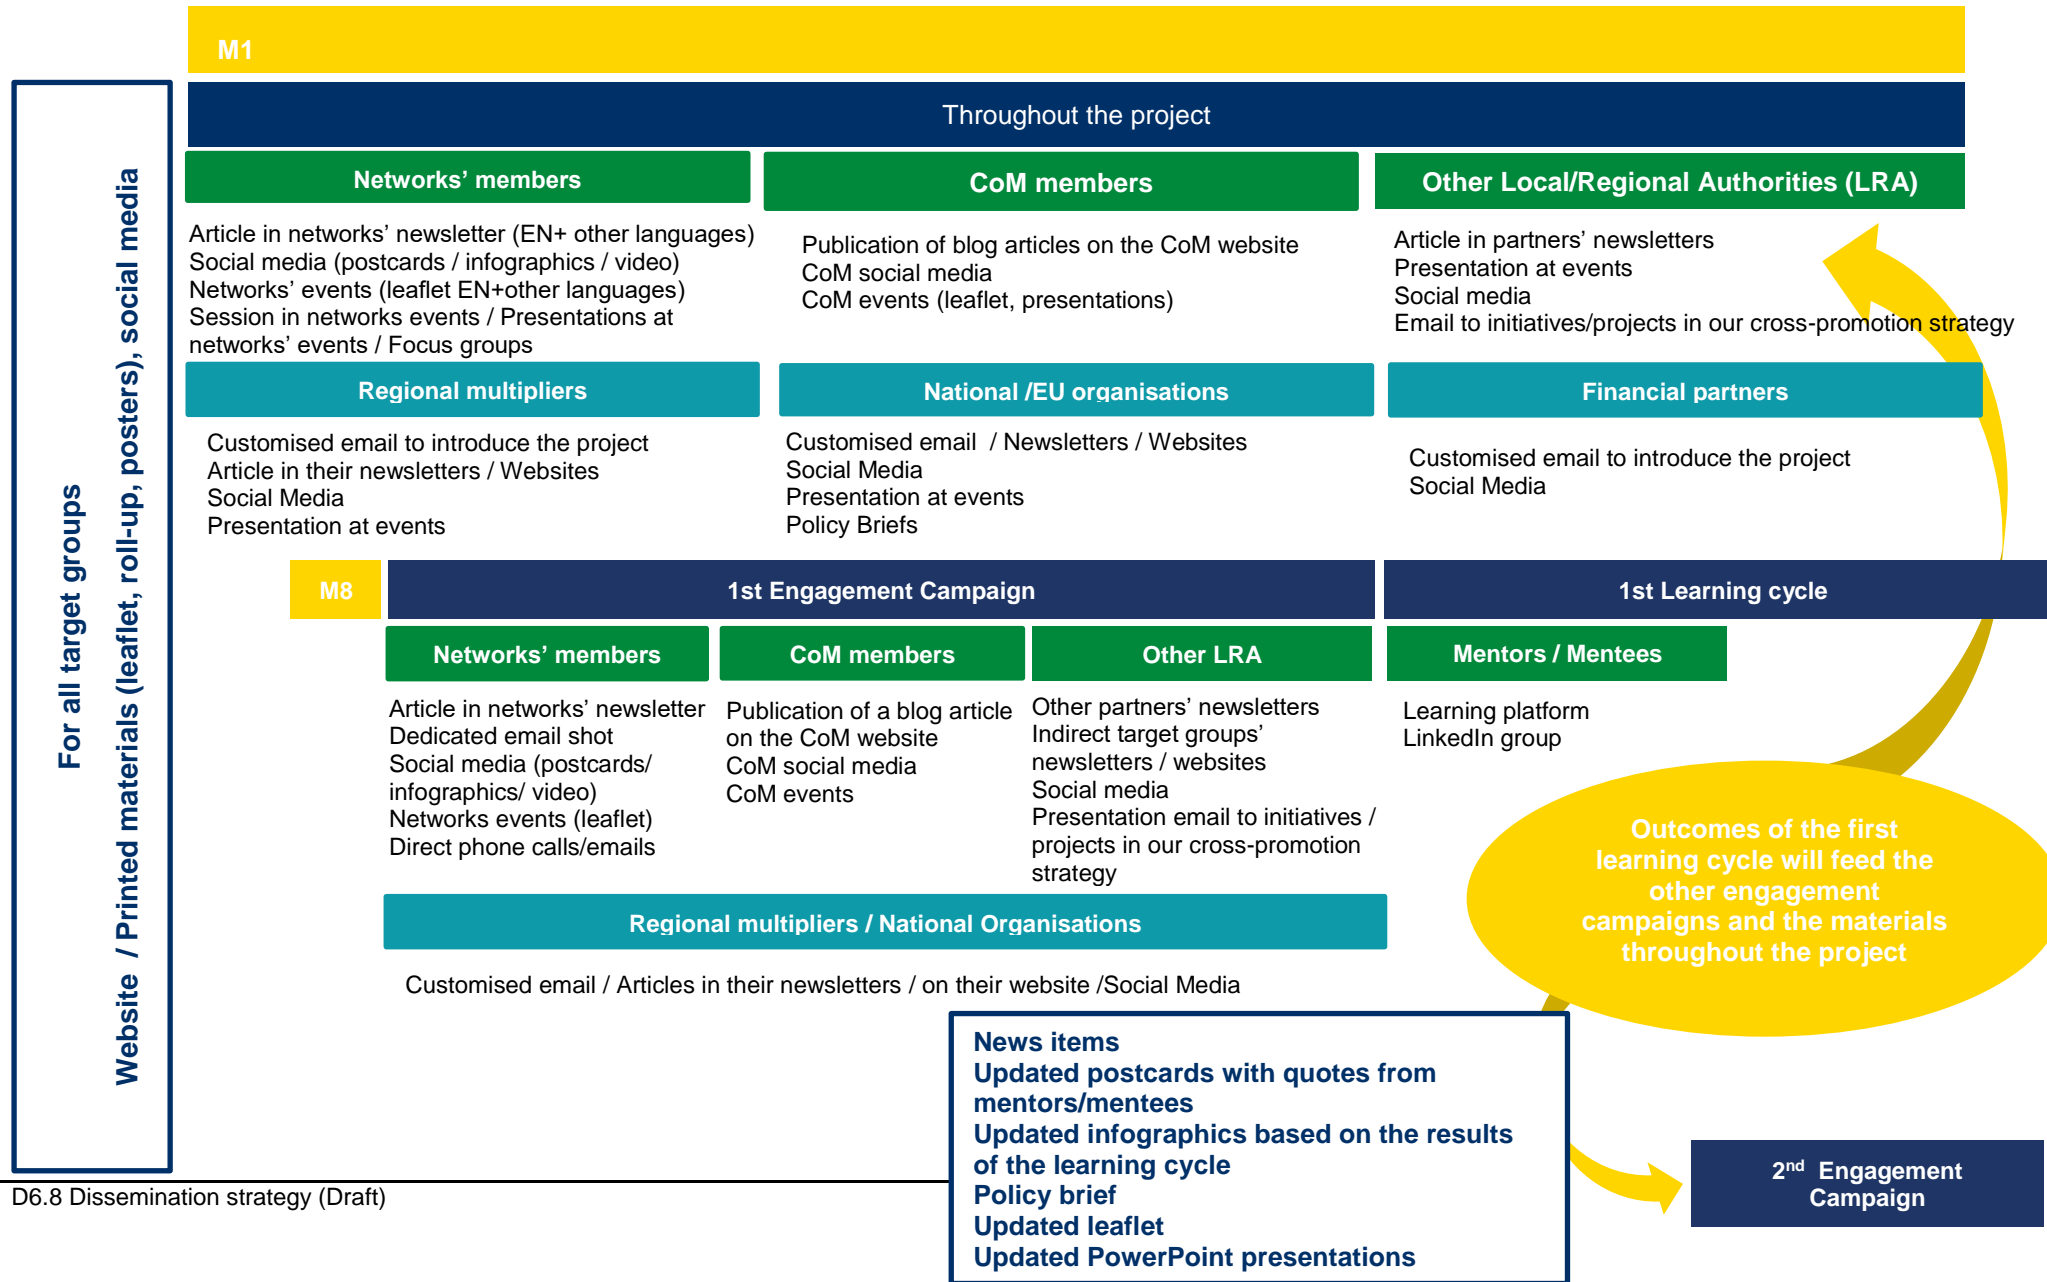 M1
Throughout the project
For all target groups
Website / Printed materials (leaflet, roll-up, posters), social media
Networks’ members
Article in networks’ newsletter (EN+ other languages)
Social media (postcards / infographics / video)
Networks’ events (leaflet EN+other languages)
Session in networks events / Presentations at
networks’ events / Focus groups
CoM members
Publication of blog articles on the CoM website
CoM social media
CoM events (leaflet, presentations)
Other Local/Regional Authorities (LRA)
Article in partners’ newsletters
Presentation at events
Social media
Email to initiatives/projects in our cross-promotion strategy
Regional multipliers
Customised email to introduce the project
Article in their newsletters / Websites
Social Media
Presentation at events
National /EU organisations
Customised email / Newsletters / Websites
Social Media
Presentation at events
Policy Briefs
Financial partners
Customised email to introduce the project
Social Media
M8
1st Engagement Campaign
1st Learning cycle
Networks’ members
Article in networks’ newsletter
Dedicated email shot
Social media (postcards/
infographics/ video)
Networks events (leaflet)
Direct phone calls/emails
CoM members
Publication of a blog article
on the CoM website
CoM social media
CoM events
Other LRA
Other partners’ newsletters
Indirect target groups’
newsletters / websites
Social media
Presentation email to initiatives /
projects in our cross-promotion
strategy
Mentors / Mentees
Learning platform
LinkedIn group
Regional multipliers / National Organisations
Customised email / Articles in their newsletters / on their website /Social Media
Outcomes of the first
learning cycle will feed the
other engagement
campaigns and the materials
throughout the project
News items
Updated postcards with quotes from
mentors/mentees
Updated infographics based on the results
of the learning cycle
Policy brief
Updated leaflet
Updated PowerPoint presentations
2nd Engagement
Campaign
D6.8 Dissemination strategy (Draft)